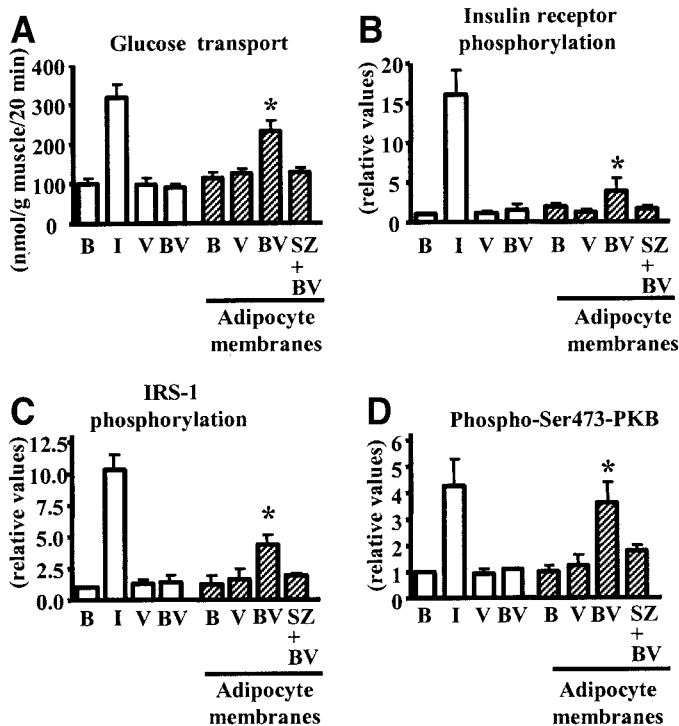 A
Glucose transport
(nmol/g muscle/20 min)
400
300
200
100
0
*
B I V BV B V BV SZ
+
BV
Adipocyte
membranes
B
Insulin receptor
phosphorylation
(relative values)
20
15
10
5
0
*
B I V BV B V BV SZ
+
BV
Adipocyte
membranes
C
IRS-1
phosphorylation
(relative values)
12.5
10.0
7.5
5.0
2.5
0.0
*
B I V BV B V BV SZ
+
BV
Adipocyte
membranes
D
Phospho-Ser473-PKB
(relative values)
6
5
4
3
2
1
0
*
B I V BV B V BV SZ
+
BV
Adipocyte
membranes